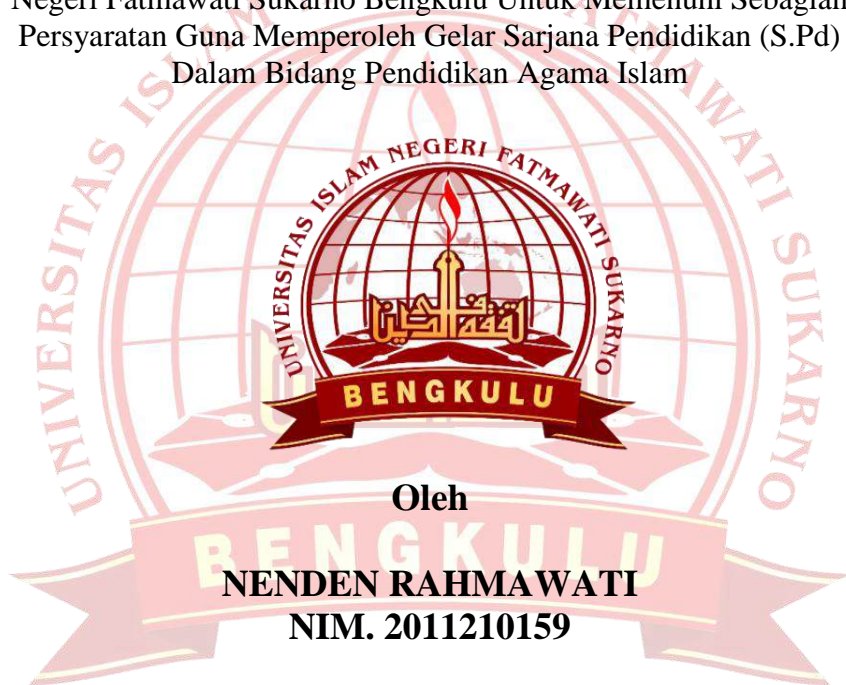 Negeri Fatmawati Sukarno Bengkulu Untuk Memenuhi Sebagian
Persyaratan Guna Memperoleh Gelar Sarjana Pendidikan (S.Pd)
Dalam Bidang Pendidikan Agama Islam
UNIVERSITAS ISLAM NEGERI FATMAWATI SUKARNO
BENGKULU
Oleh
NENDEN RAHMAWATI
NIM. 2011210159